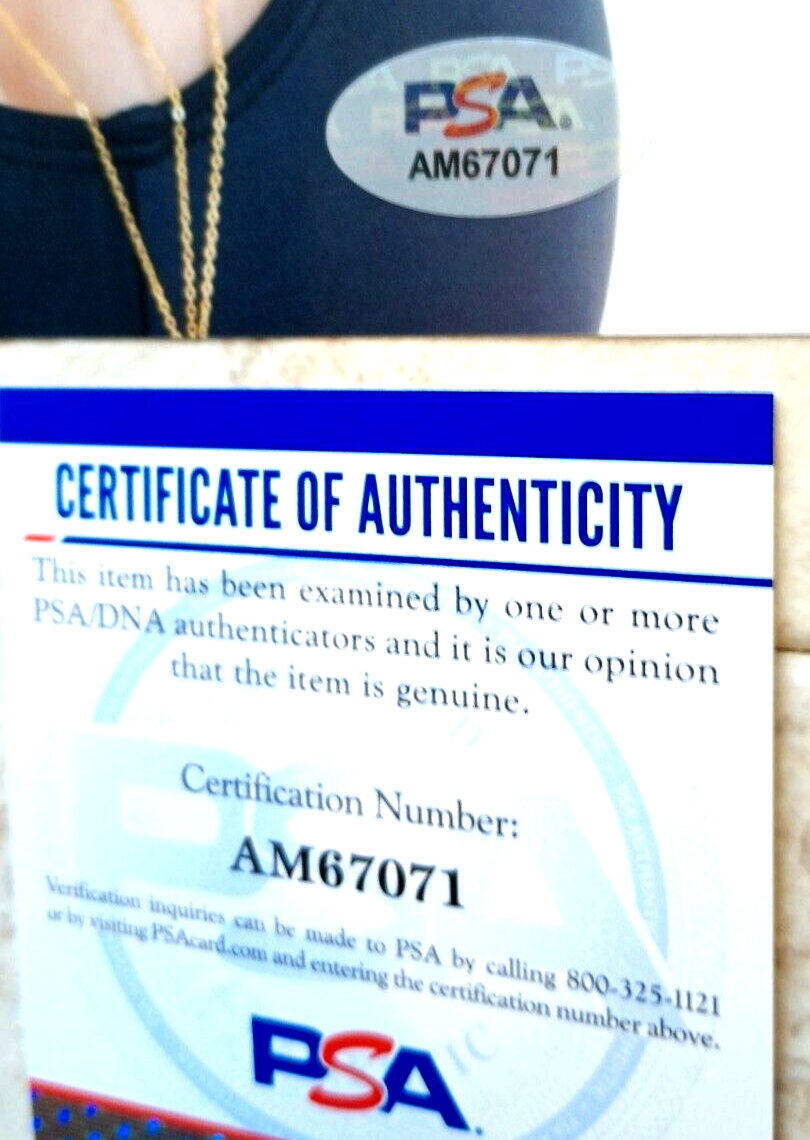 PSA.
AM67071
CERTIFICATE OF AUTHENTICITY
This item has been examined by one or more
PSA/DNA authenticators and it is our opinion
that the item is genuine.
Certification Number:
AM67071
Verification inquiries can be made to PSA by calling 800-325-1121
or by visiting PSAcard.com and entering the certification number above.
PSA.